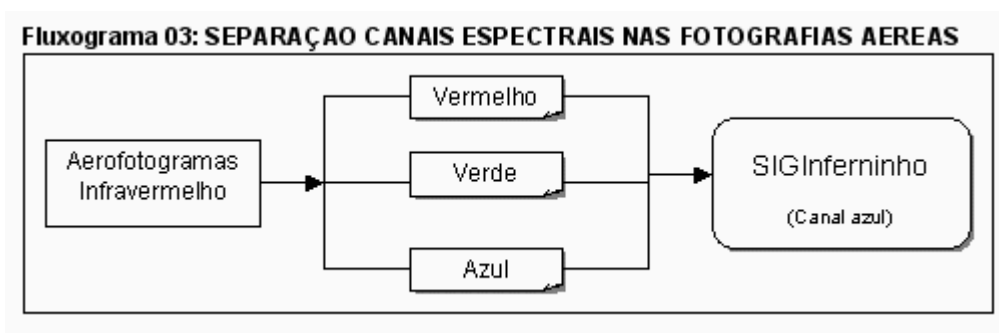 Fluxograma 03: SEPARAÇAO CANAIS ESPECTRAIS NAS FOTOGRAFIAS AEREAS
Aerofotogramas
Infravermelho
Vermelho
Verde
Azul
SIGInferninho
(Canal azul)